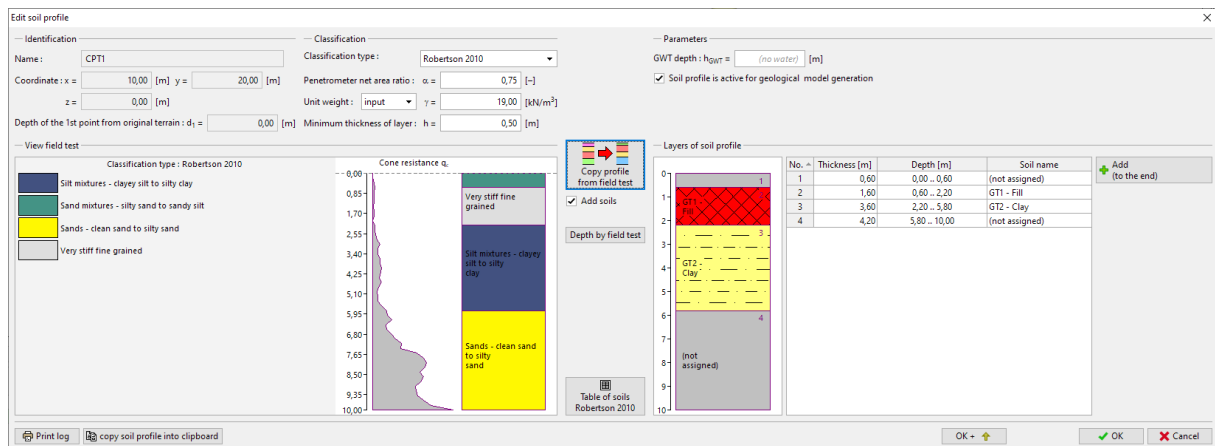 Edit soil profile
Identification
Name :
CPT1
Coordinate : x =
10,00
[m]
y =
20,00
[m]
z =
0,00
[m]
Depth of the 1st point from original terrain : d1 =
0,00
[m]
Classification
Classification type :
Robertson 2010
Penetrometer net area ratio : α =
0,75
[–]
Unit weight :
input
γ =
19,00
[kN/m³]
Minimum thickness of layer : h =
0,50
[m]
Parameters
GWT depth : hGWT =
(no water)
[m]
Soil profile is active for geological model generation
View field test
Classification type : Robertson 2010
Silt mixtures - clayey silt to silty clay
Sand mixtures - silty sand to sandy silt
Sands - clean sand to silty sand
Very stiff fine grained
Cone resistance qc
0,00
0,85
1,70
2,55
3,40
4,25
5,10
5,95
6,80
7,65
8,50
9,35
10,00
Very stiff fine
grained
Silt mixtures - clayey
silt to silty
clay
Sands - clean sand
to silty
sand
Copy profile
from field test
Add soils
Depth by field test
Table of soils
Robertson 2010
Layers of soil profile
0
1
2
3
4
5
6
7
8
9
10
1
GT1 -
Fill
3
GT2 -
Clay
4
(not
assigned)
No. Thickness [m] Depth [m] Soil name
1 0,60 0,00 .. 0,60 (not assigned)
2 1,60 0,60 .. 2,20 GT1 - Fill
3 3,60 2,20 .. 5,80 GT2 - Clay
4 4,20 5,80 .. 10,00 (not assigned)
Add
(to the end)
Print log
copy soil profile into clipboard
OK +
OK
Cancel